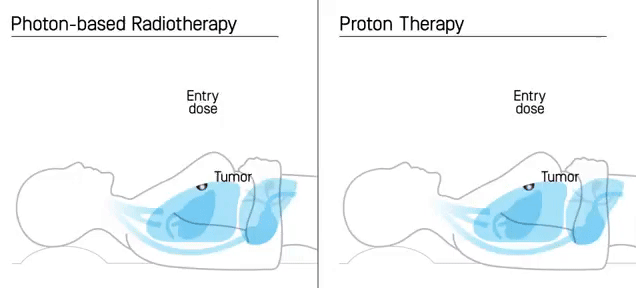 Photon-based Radiotherapy
Entry
dose
Tumor
Proton Therapy
Entry
dose
Tumor